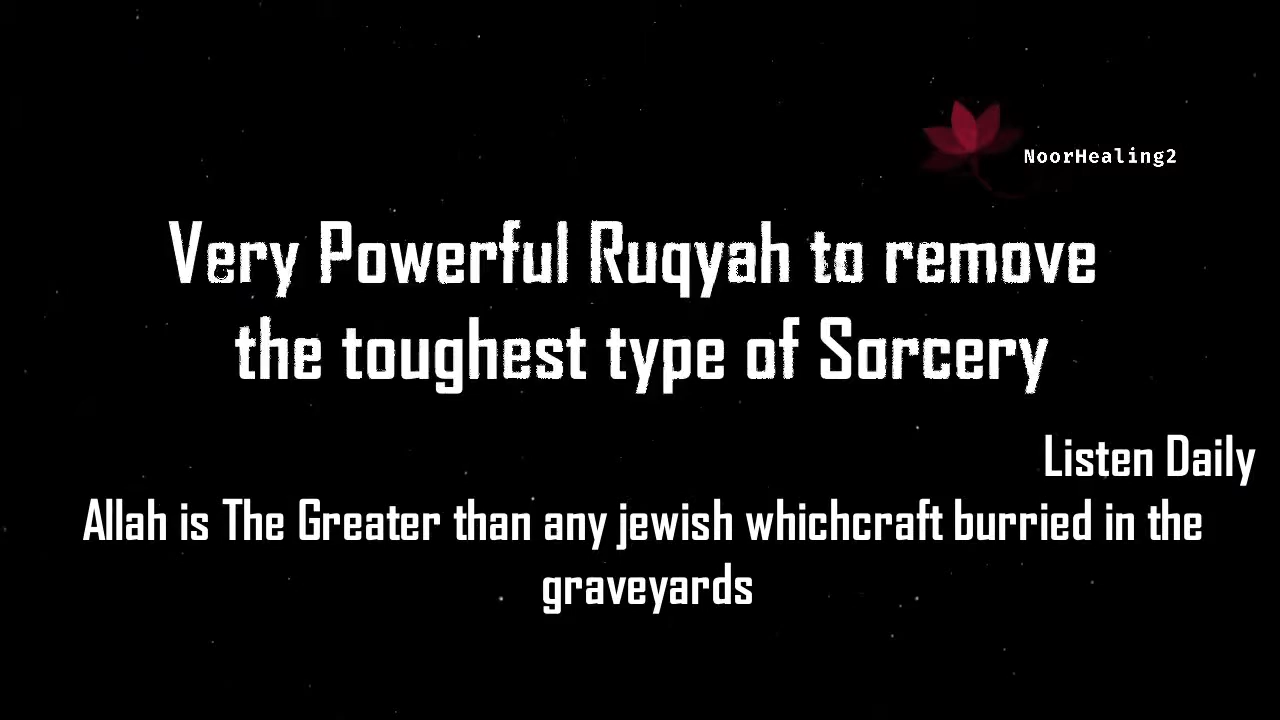 NoorHealing2
Very Powerful Ruqyah to remove
the toughest type of Sorcery
Listen Daily
Allah is The Greater than any jewish whichcraft burried in the
graveyards